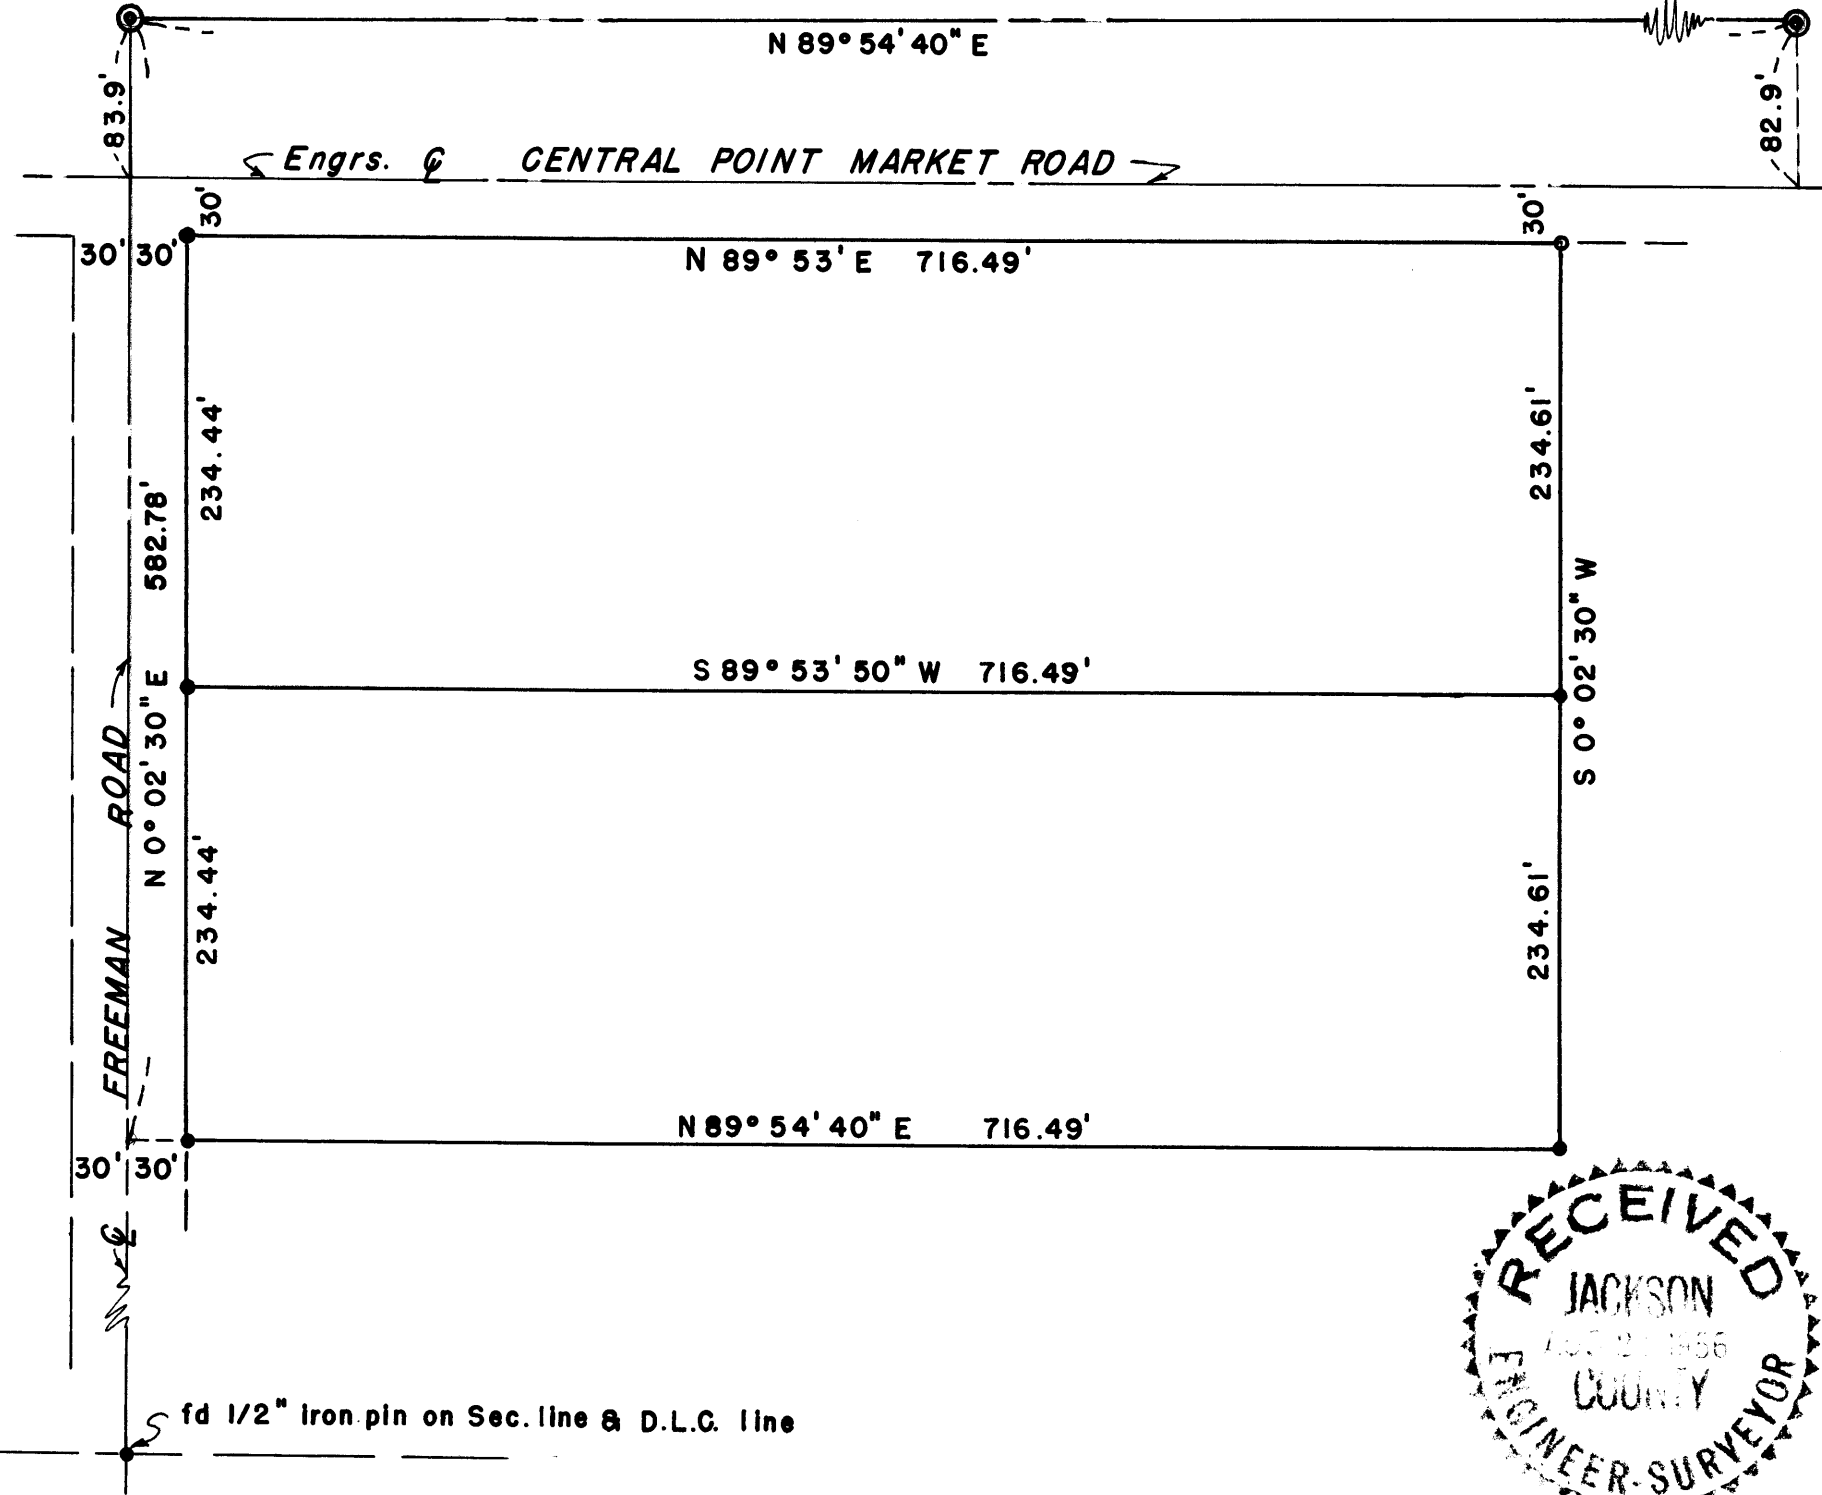 N 89° 54' 40" E
83.9'
82.9'
Engrs. ℄ CENTRAL POINT MARKET ROAD
30'
30'
30' 30'
N 89° 53' E 716.49'
234.44'
234.61'
582.78'
N 0° 02' 30" E
FREEMAN ROAD
S 89° 53' 50" W 716.49'
S 0° 02' 30" W
234.44'
234.61'
N 89° 54' 40" E 716.49'
30' 30'
℄
fd 1/2" iron pin on Sec. line & D.L.C. line
RECEIVED
JACKSON
COUNTY
ENGINEER-SURVEYOR